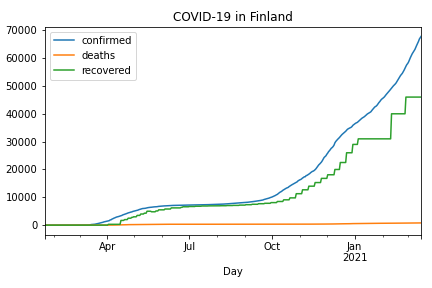 COVID-19 in Finland
70000
60000
50000
40000
30000
20000
10000
0
confirmed
deaths
recovered
Apr
Jul
Oct
Jan
2021
Day